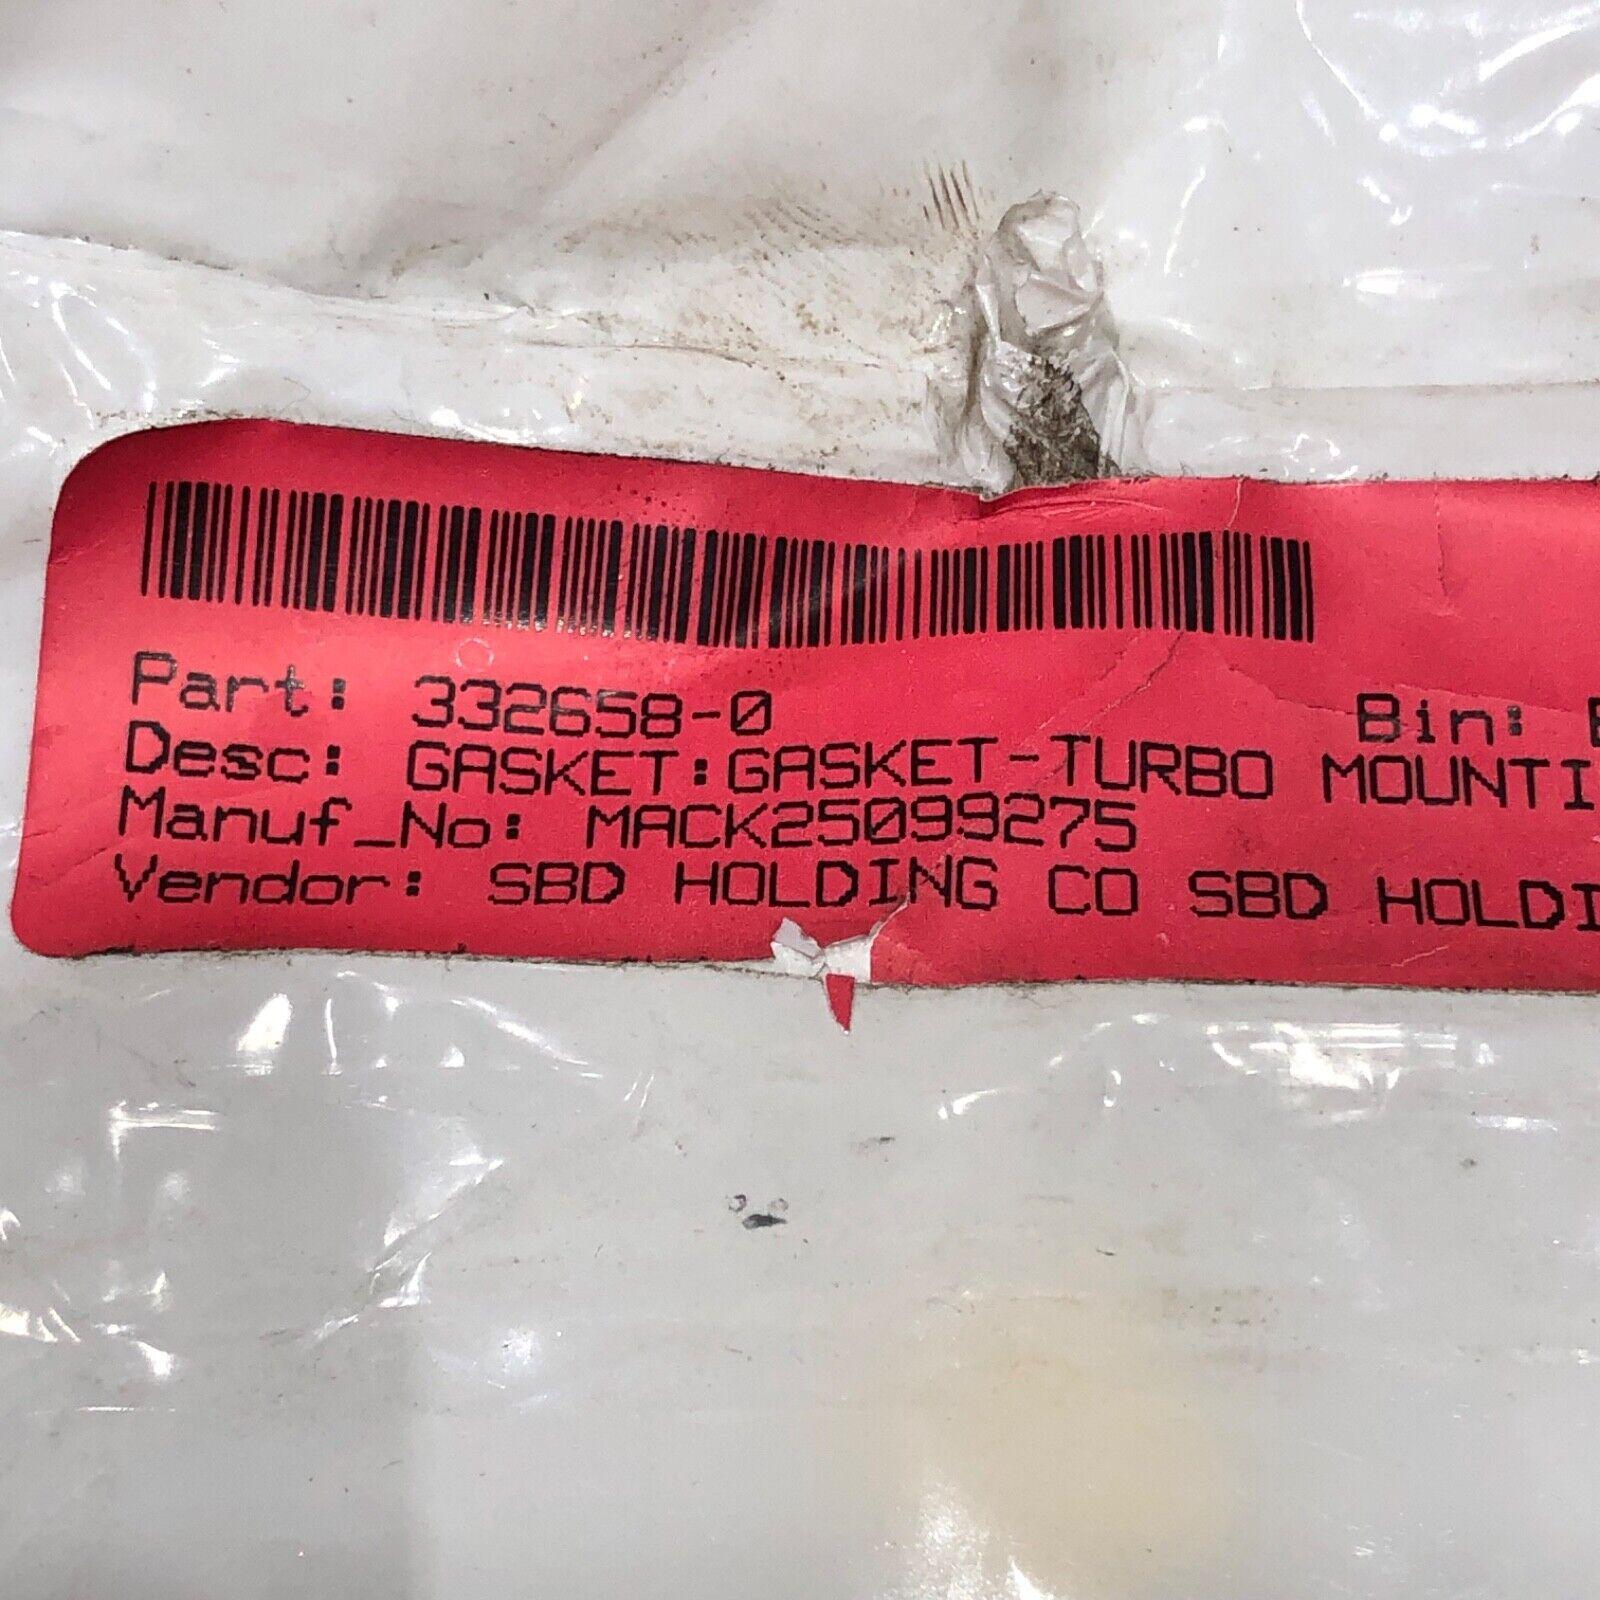 Part: 332658-0 Bin:
Desc: GASKET:GASKET-TURBO MOUNTI
Manuf_No: MACK25099275
Vendor: SBD HOLDING CO SBD HOLDI